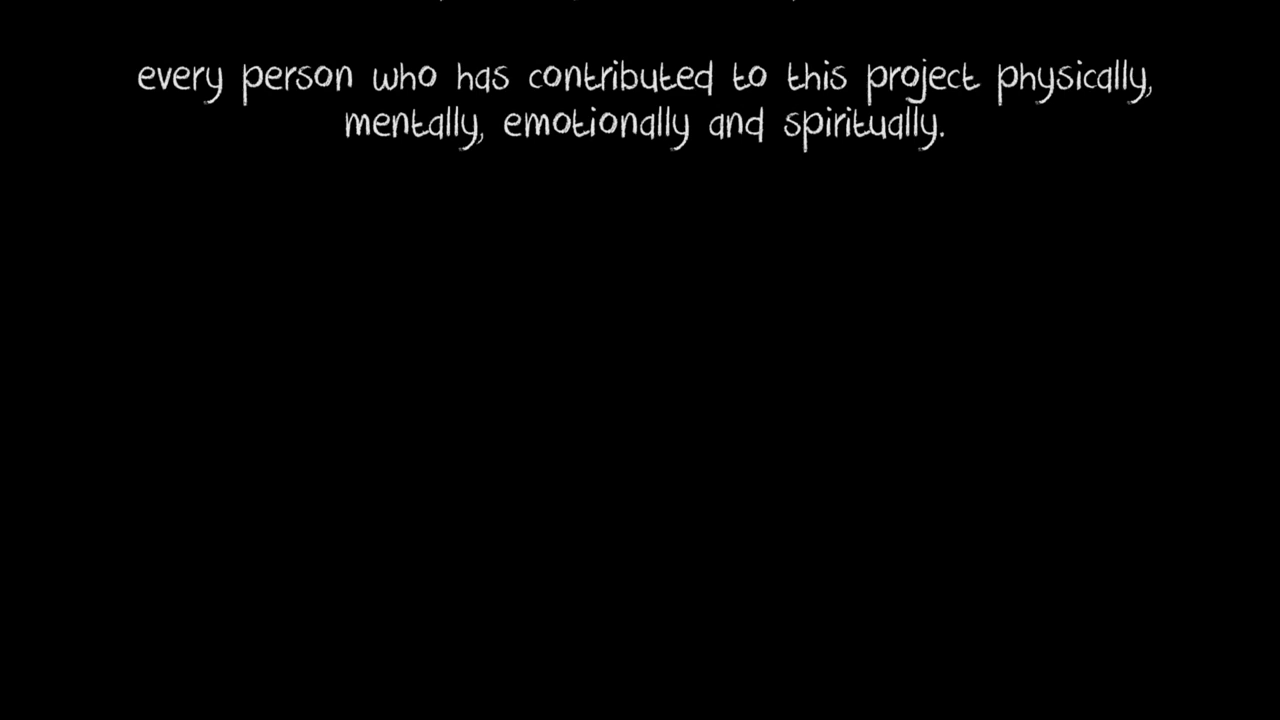 every person who has contributed to this project physically,
mentally, emotionally and spiritually.